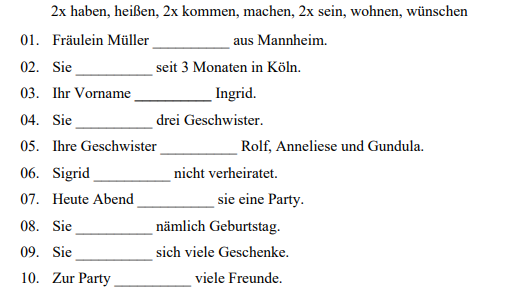 2x haben, heißen, 2x kommen, machen, 2x sein, wohnen, wünschen
01. Fräulein Müller __________ aus Mannheim.
02. Sie __________ seit 3 Monaten in Köln.
03. Ihr Vorname __________ Ingrid.
04. Sie __________ drei Geschwister.
05. Ihre Geschwister __________ Rolf, Anneliese und Gundula.
06. Sigrid __________ nicht verheiratet.
07. Heute Abend __________ sie eine Party.
08. Sie __________ nämlich Geburtstag.
09. Sie __________ sich viele Geschenke.
10. Zur Party __________ viele Freunde.